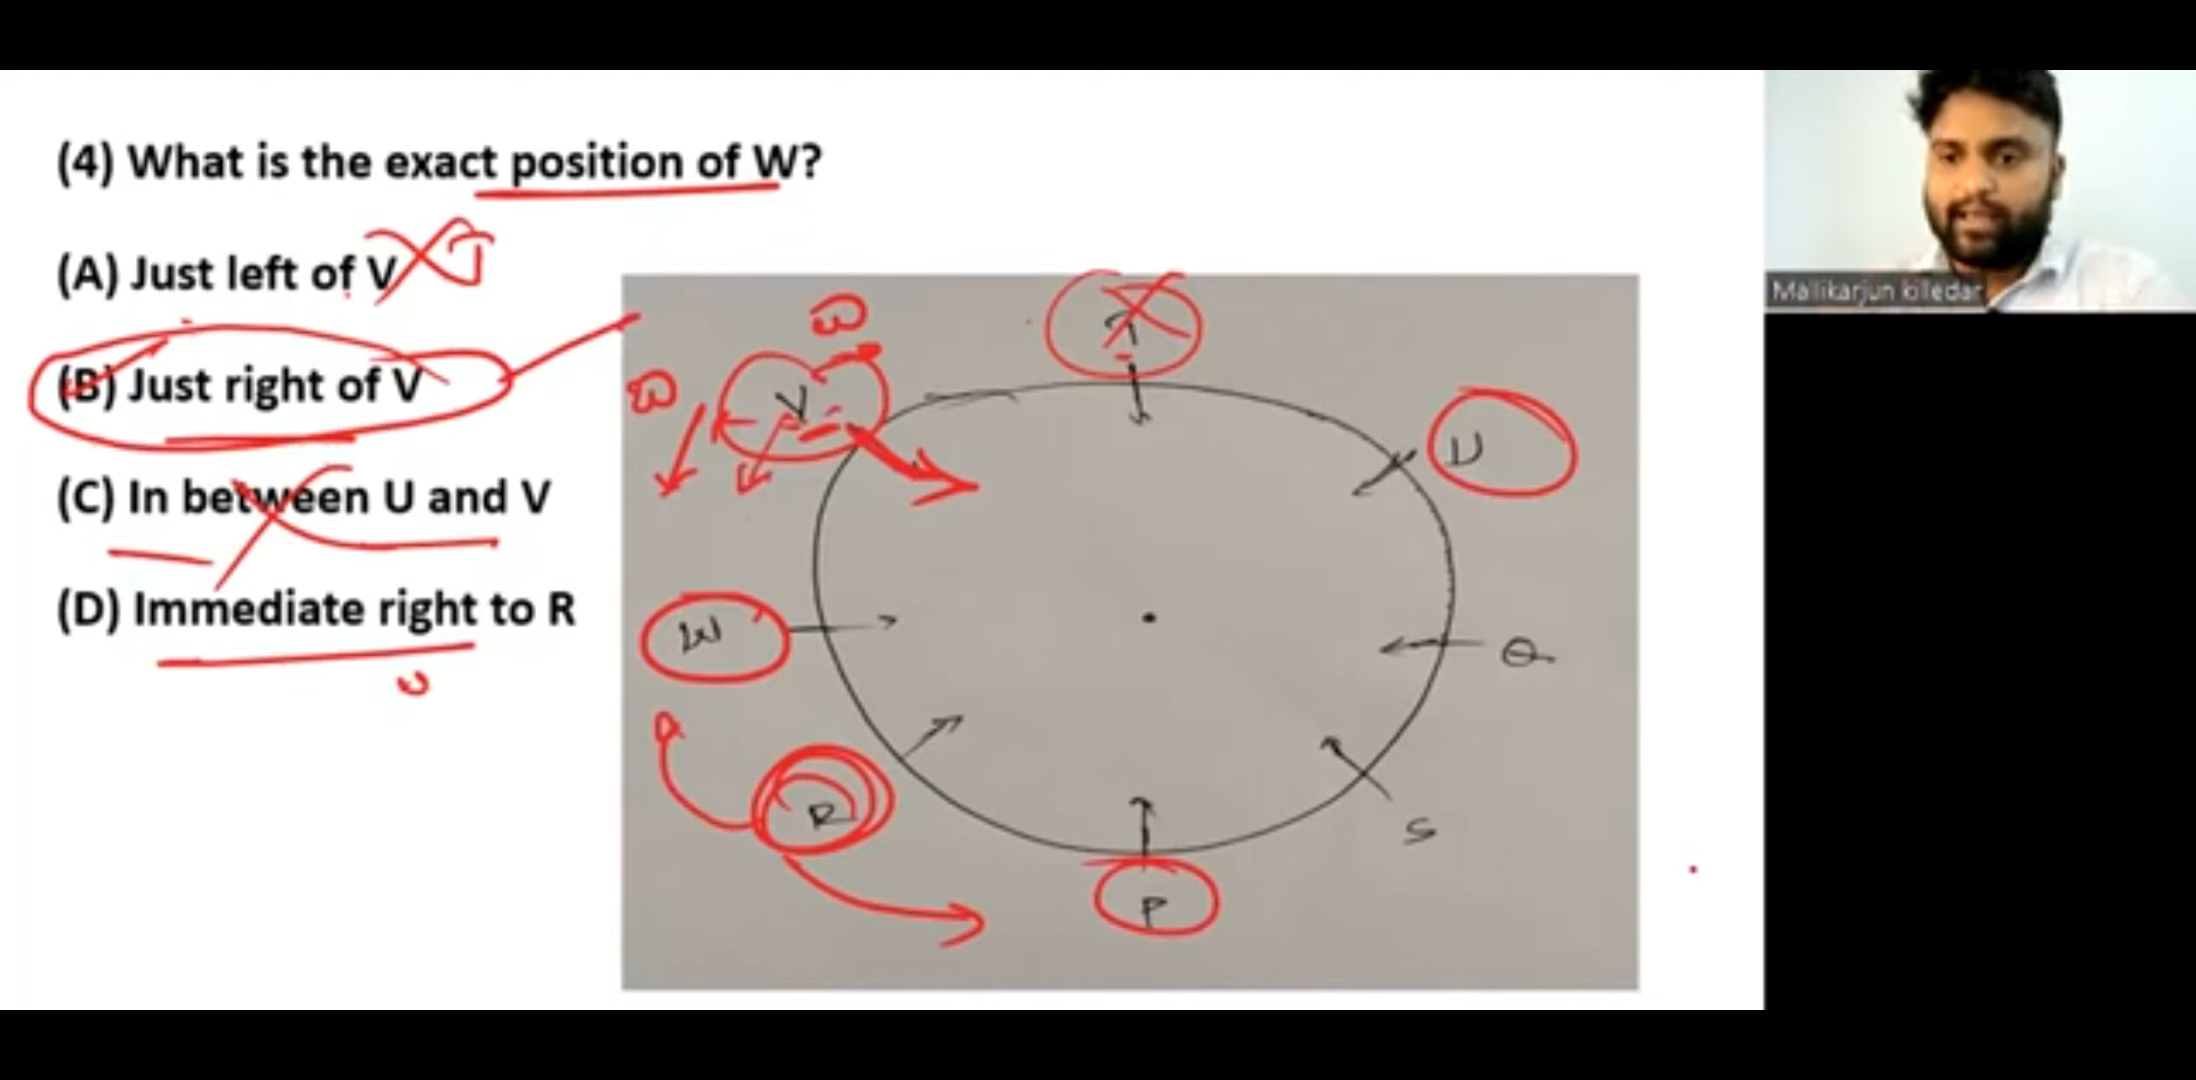 (4) What is the exact position of W?
(A) Just left of V
(B) Just right of V
(C) In between U and V
(D) Immediate right to R
Mallikarjun killedar
T
V
U
W
Q
R
S
P